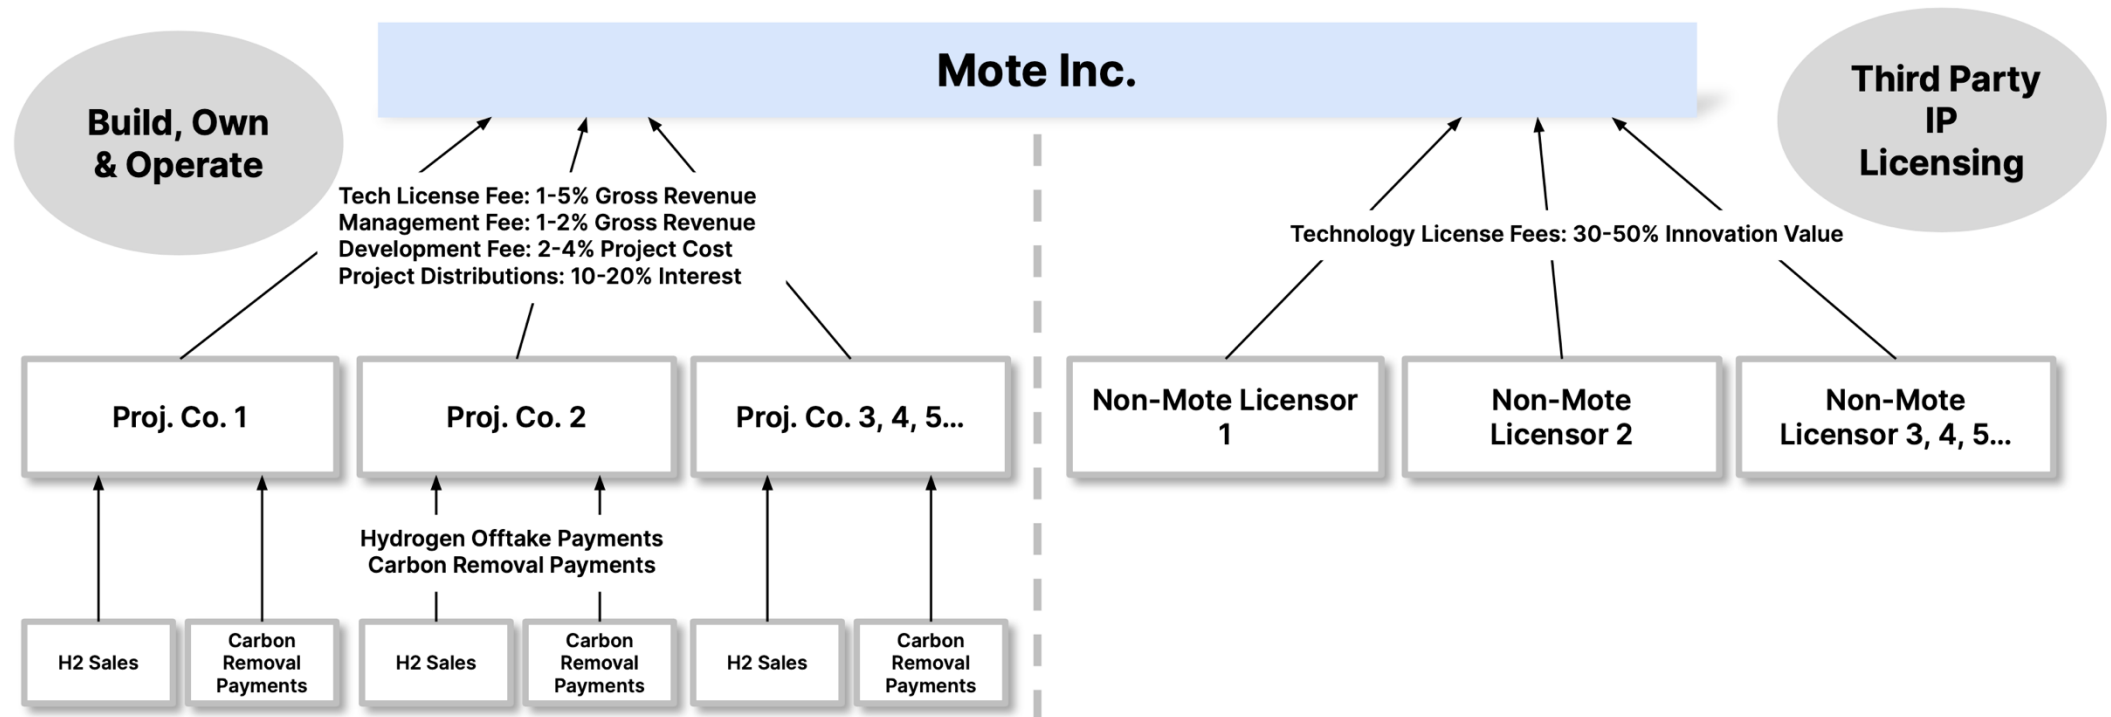 Mote Inc.
Build, Own
& Operate
Third Party
IP
Licensing
Tech License Fee: 1-5% Gross Revenue
Management Fee: 1-2% Gross Revenue
Development Fee: 2-4% Project Cost
Project Distributions: 10-20% Interest
Technology License Fees: 30-50% Innovation Value
Proj. Co. 1
Proj. Co. 2
Proj. Co. 3, 4, 5...
Non-Mote Licensor
1
Non-Mote
Licensor 2
Non-Mote
Licensor 3, 4, 5...
Hydrogen Offtake Payments
Carbon Removal Payments
H2 Sales
Carbon
Removal
Payments
H2 Sales
Carbon
Removal
Payments
H2 Sales
Carbon
Removal
Payments